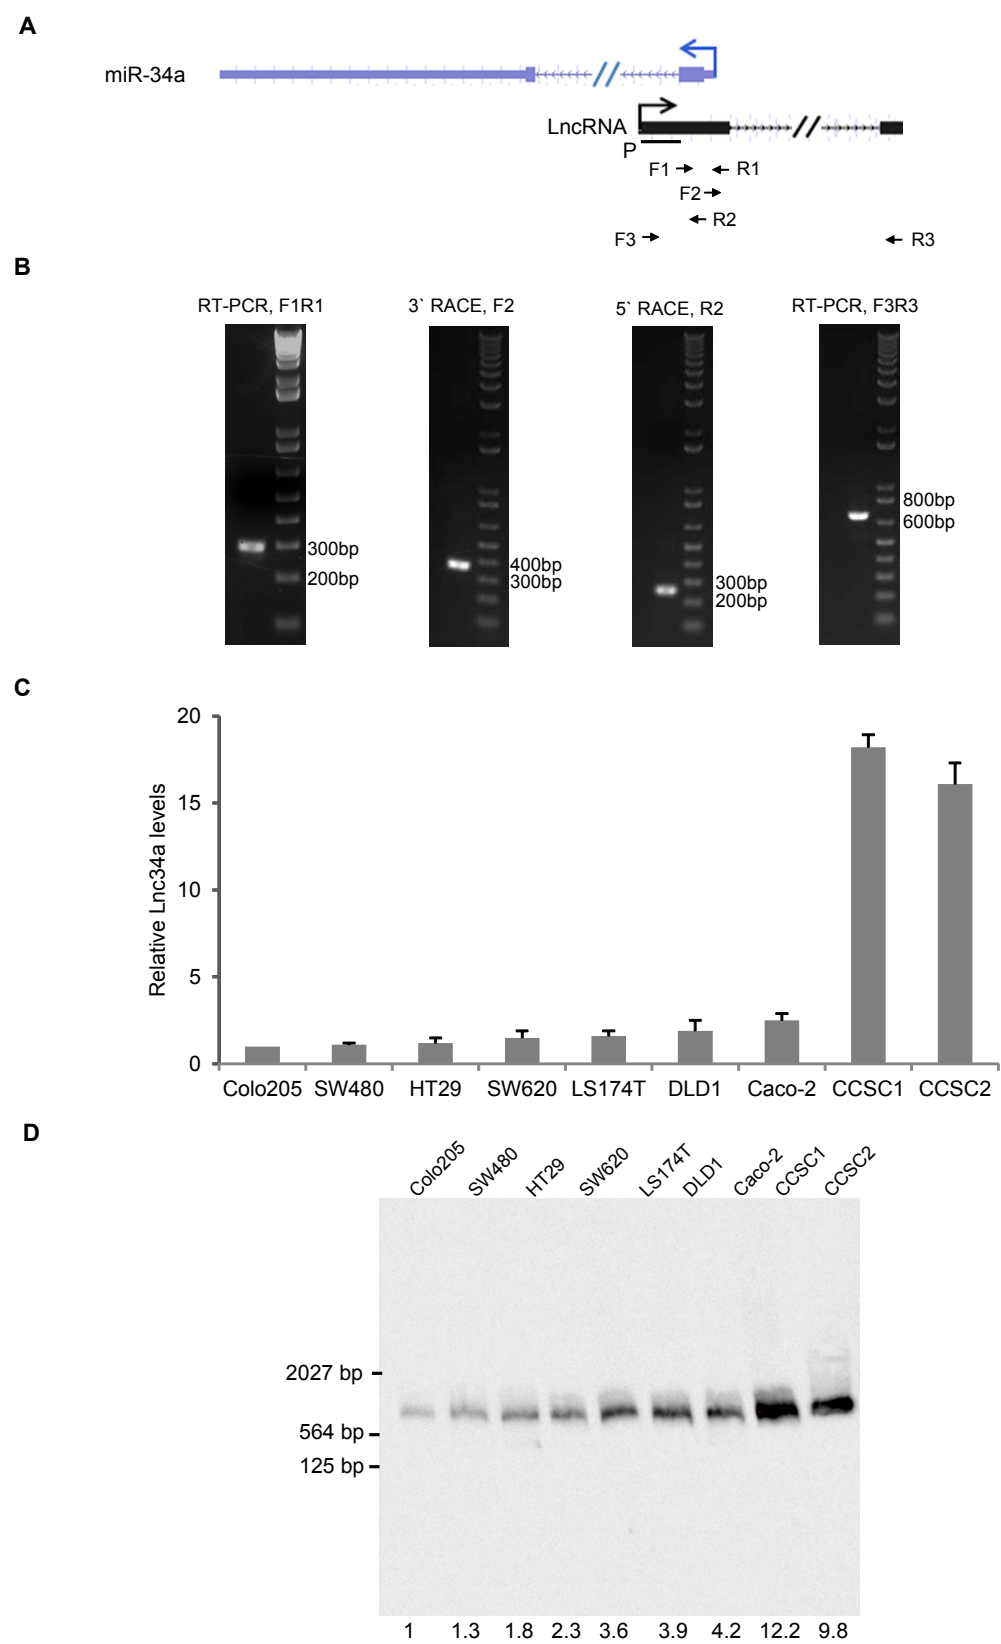 A
miR-34a
LncRNA
P
F1 R1
F2
R2
F3 R3
B
RT-PCR, F1R1 3` RACE, F2 5` RACE, R2 RT-PCR, F3R3
300bp
200bp
400bp
300bp
300bp
200bp
800bp
600bp
C
Relative Lnc34a levels
20
15
10
5
0
Colo205 SW480 HT29 SW620 LS174T DLD1 Caco-2 CCSC1 CCSC2
D
Colo205 SW480 HT29 SW620 LS174T DLD1 Caco-2 CCSC1 CCSC2
2027 bp
564 bp
125 bp
1 1.3 1.8 2.3 3.6 3.9 4.2 12.2 9.8